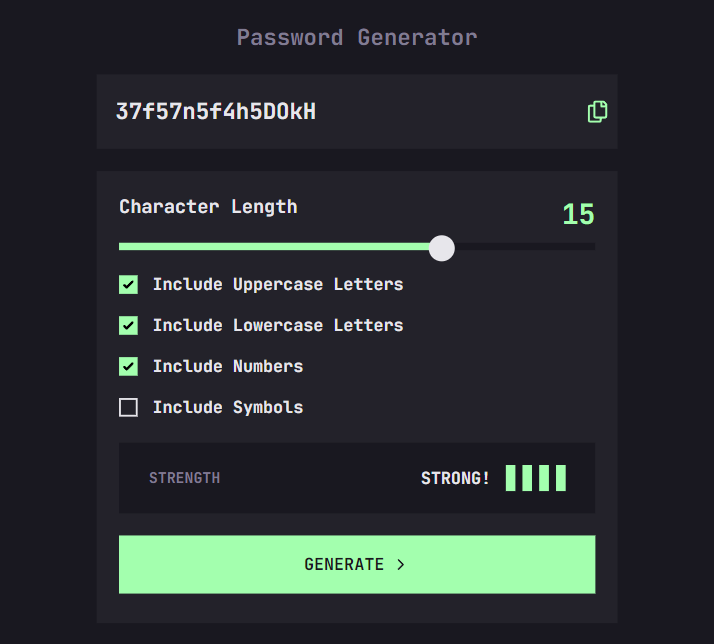 Password Generator
37f57n5f4h5DOkH
Character Length
15
Include Uppercase Letters
Include Lowercase Letters
Include Numbers
Include Symbols
STRENGTH
STRONG!
GENERATE >